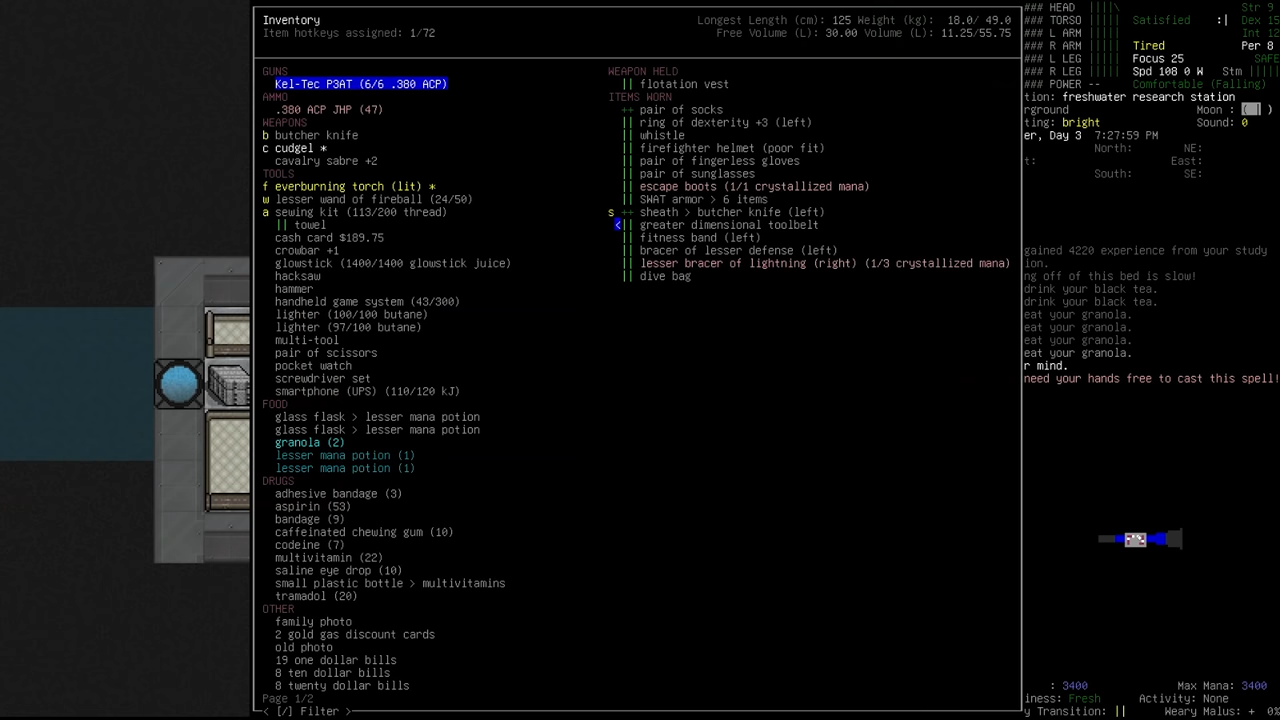 Inventory
Item hotkeys assigned: 1/72
Longest Length (cm): 125 Weight (kg): 18.0/ 49.0
Free Volume (L): 30.00 Volume (L): 11.25/55.75
GUNS
Kel-Tec P3AT (6/6 .380 ACP)
AMMO
.380 ACP JHP (47)
WEAPONS
b butcher knife
c cudgel *
cavalry sabre +2
TOOLS
f everburning torch (lit) *
w lesser wand of fireball (24/50)
a sewing kit (113/200 thread)
|| towel
cash card $189.75
crowbar +1
glowstick (1400/1400 glowstick juice)
hacksaw
hammer
handheld game system (43/300)
lighter (100/100 butane)
lighter (97/100 butane)
multi-tool
pair of scissors
pocket watch
screwdriver set
smartphone (UPS) (110/120 kJ)
FOOD
glass flask > lesser mana potion
glass flask > lesser mana potion
granola (2)
lesser mana potion (1)
lesser mana potion (1)
DRUGS
adhesive bandage (3)
aspirin (53)
bandage (9)
caffeinated chewing gum (10)
codeine (7)
multivitamin (22)
saline eye drop (10)
small plastic bottle > multivitamins
tramadol (20)
OTHER
family photo
2 gold gas discount cards
old photo
19 one dollar bills
8 ten dollar bills
8 twenty dollar bills
Page 1/2
< [/] Filter >
WEAPON HELD
|| flotation vest
ITEMS WORN
++ pair of socks
|| ring of dexterity +3 (left)
|| whistle
|| firefighter helmet (poor fit)
|| pair of fingerless gloves
|| pair of sunglasses
|| escape boots (1/1 crystallized mana)
|| SWAT armor > 6 items
s ++ sheath > butcher knife (left)
<|| greater dimensional toolbelt
|| fitness band (left)
|| bracer of lesser defense (left)
|| lesser bracer of lightning (right) (1/3 crystallized mana)
|| dive bag
### HEAD |||||\ Str 9
### TORSO ||||| Satisfied :| Dex 15
### L ARM ||||| Int 12
### R ARM ||||| Tired Per 8
### L LEG ||||| Focus 25 SAFE
### R LEG ||||| Spd 108 0 W Stm
### POWER -- Comfortable (Falling)
tion: freshwater research station
rground Moon : ( | )
ting: bright Sound: 0
er, Day 3 7:27:59 PM
North: NE:
t: East:
South: SE:
gained 4220 experience from your study
ion.
ng off of this bed is slow!
drink your black tea.
drink your black tea.
eat your granola.
eat your granola.
eat your granola.
eat your granola.
r mind.
need your hands free to cast this spell!
: 3400 Max Mana: 3400
iness: Fresh Activity: None
y Transition: || Weary Malus: + 0%